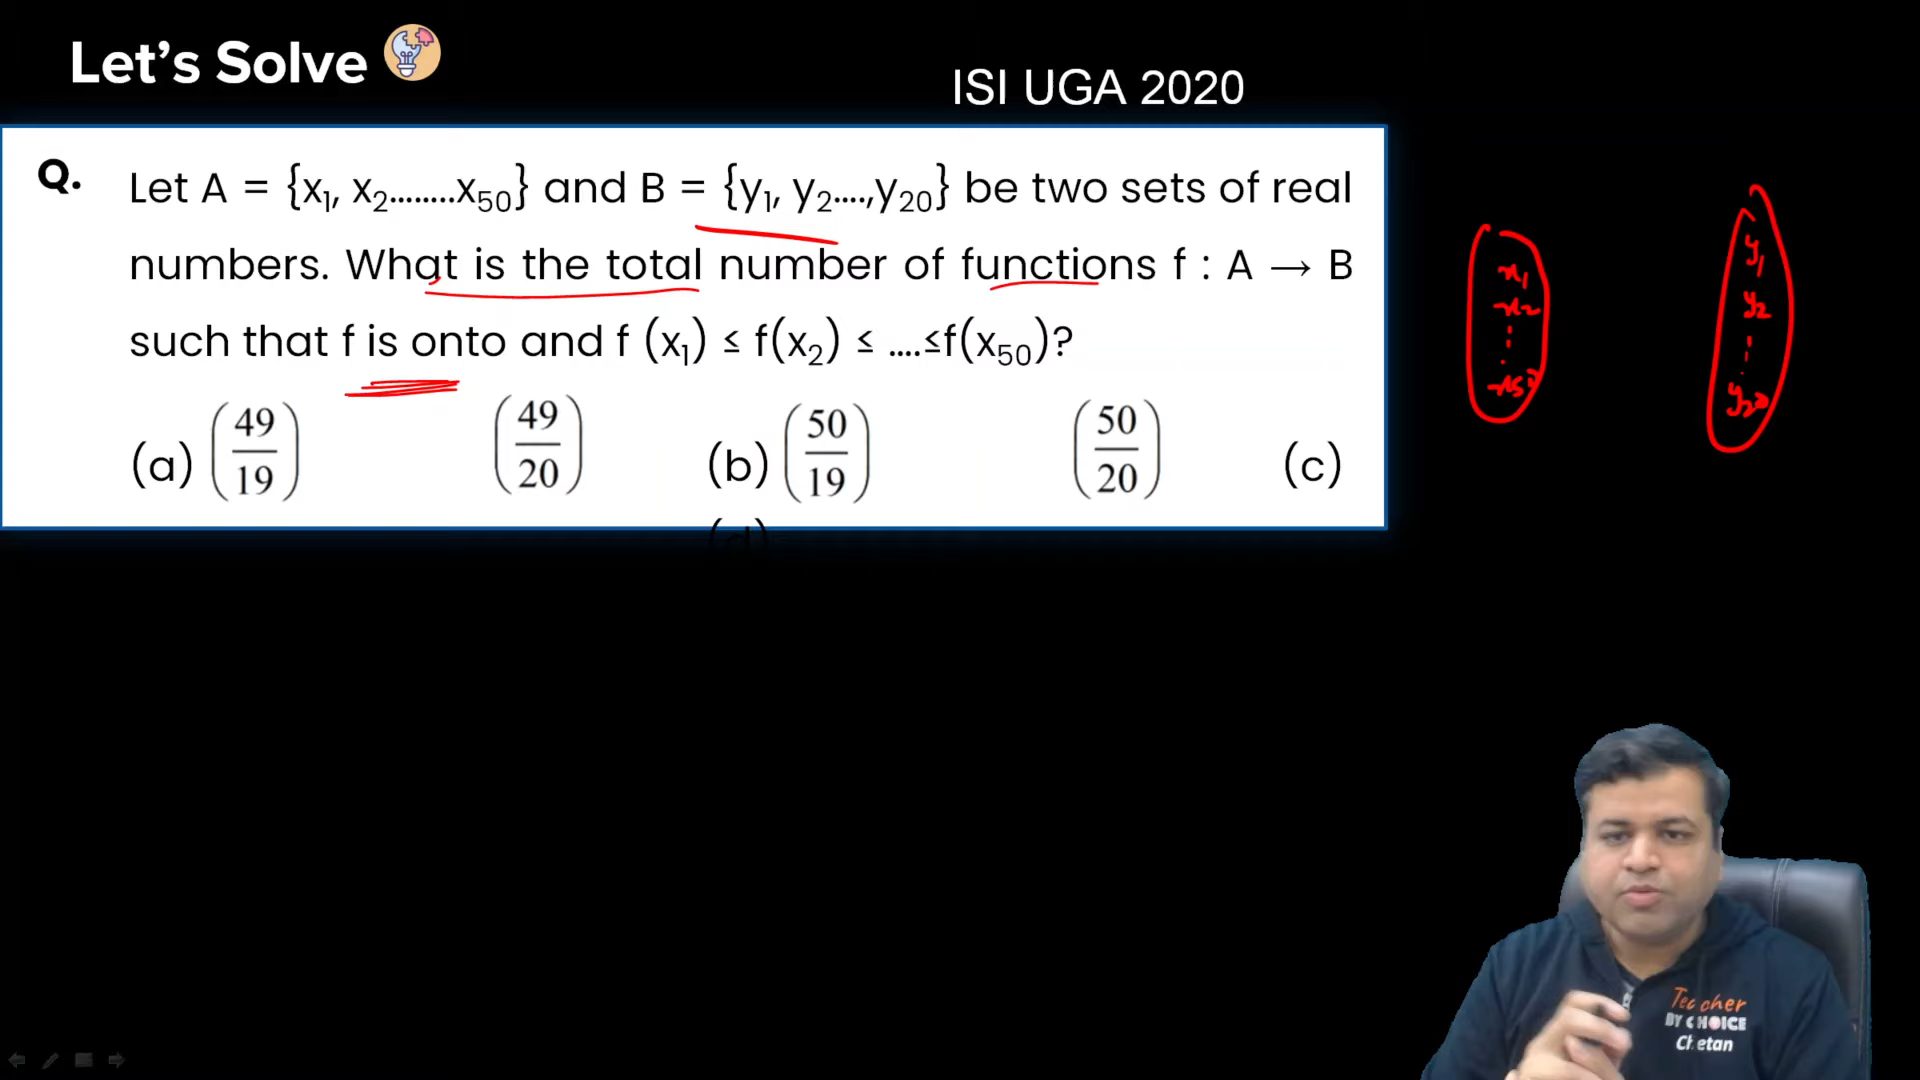 Let's Solve
ISI UGA 2020
Q. Let A = {x₁, x₂........x₅₀} and B = {y₁, y₂....,y₂₀} be two sets of real
numbers. What is the total number of functions f : A → B
such that f is onto and f (x₁) ≤ f(x₂) ≤ ....≤f(x₅₀)?
(a) (49/19) (49/20) (b) (50/19) (50/20) (c)
(d)
x₁
x₂
⋮
x₅₀
y₁
y₂
⋮
y₂₀
Teacher
BY CHOICE
Chetan